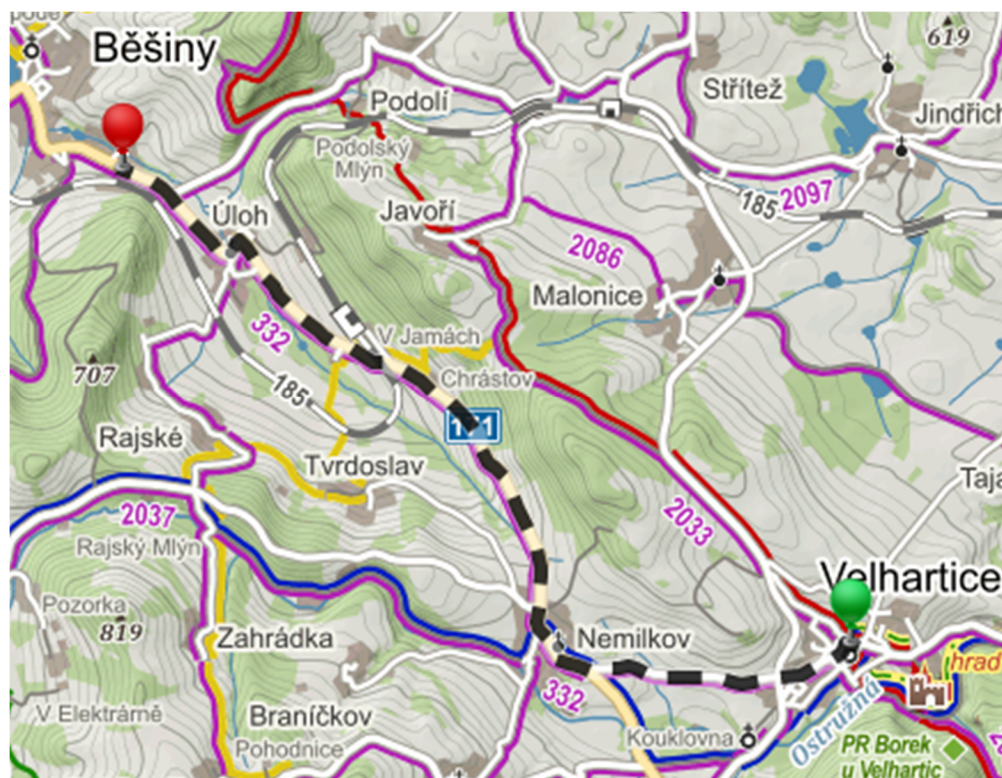 Běšiny
619
Střítež
Podolí
Jindřich
Podolský
Mlýn
185
2097
Javoří
Úloh
2086
Malonice
332
V Jamách
707
Chrástov
185
171
Rajské
Tvrdoslav
Taja
2037
2033
Rajský Mlýn
Velhartice
Pozorka
819
Zahrádka
Nemilkov
hrad
332
V Elektrárně
Braníčkov
Ostružná
Kouklovna
Pohodnice
PR Borek
u Velhartic